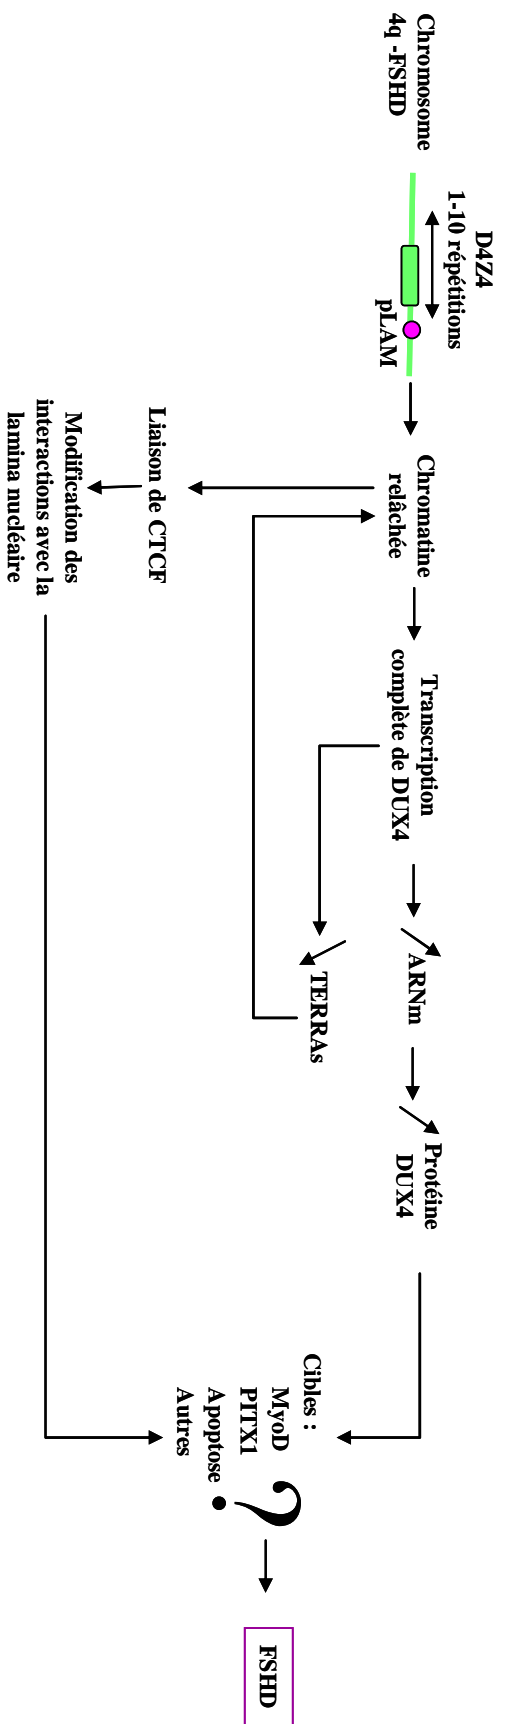 D4Z4
1-10 répétitions
Chromosome
4q -FSHD
pLAM
Chromatine
relâchée
Transcription
complète de DUX4
ARNm
Protéine
DUX4
TERRAs
Liaison de CTCF
Modification des
interactions avec la
lamina nucléaire
Cibles :
MyoD
PITX1
Apoptose
Autres
?
FSHD